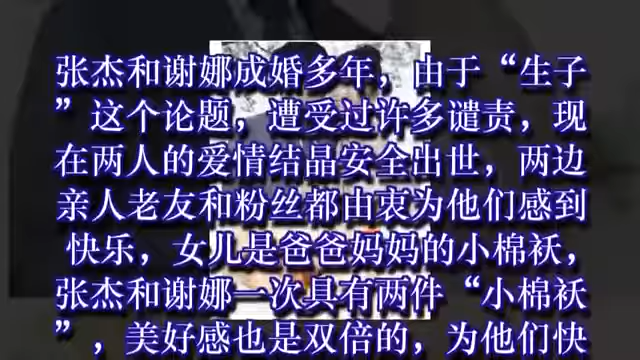 张杰和谢娜成婚多年，由于“生子
”这个论题，遭受过许多谴责，现
在两人的爱情结晶安全出世，两边
亲人老友和粉丝都由衷为他们感到
快乐，女儿是爸爸妈妈的小棉袄，
张杰和谢娜一次具有两件“小棉袄
”，美好感也是双倍的，为他们快